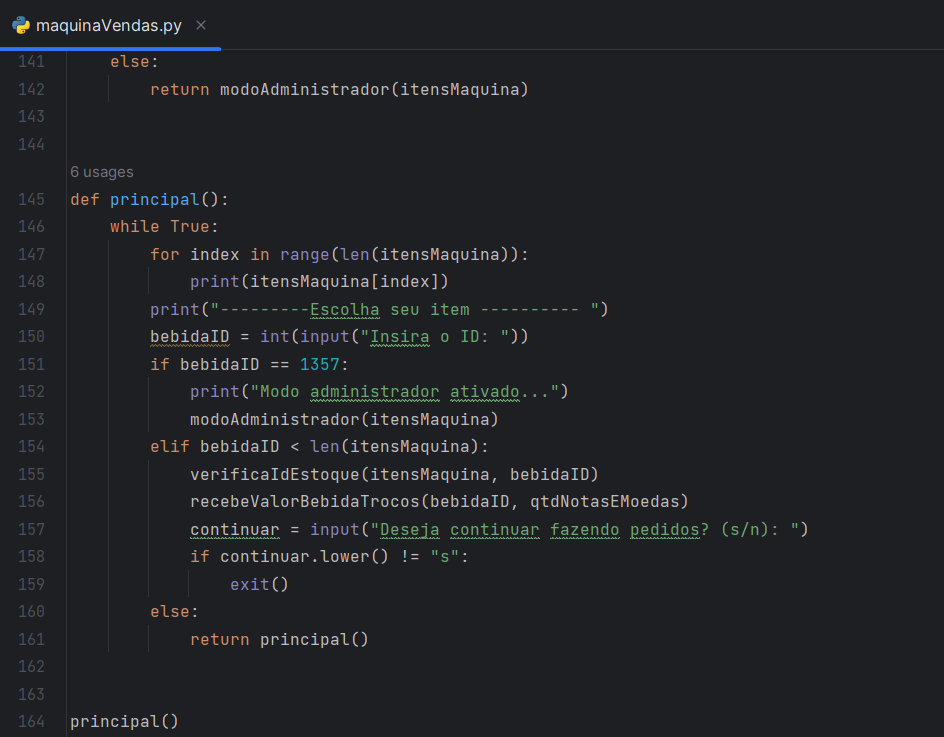 maquinaVendas.py ×
141 else:
142 return modoAdministrador(itensMaquina)
143
144
6 usages
145 def principal():
146 while True:
147 for index in range(len(itensMaquina)):
148 print(itensMaquina[index])
149 print("---------Escolha seu item ---------- ")
150 bebidaID = int(input("Insira o ID: "))
151 if bebidaID == 1357:
152 print("Modo administrador ativado...")
153 modoAdministrador(itensMaquina)
154 elif bebidaID < len(itensMaquina):
155 verificaIdEstoque(itensMaquina, bebidaID)
156 recebeValorBebidaTrocos(bebidaID, qtdNotasEMoedas)
157 continuar = input("Deseja continuar fazendo pedidos? (s/n): ")
158 if continuar.lower() != "s":
159 exit()
160 else:
161 return principal()
162
163
164 principal()